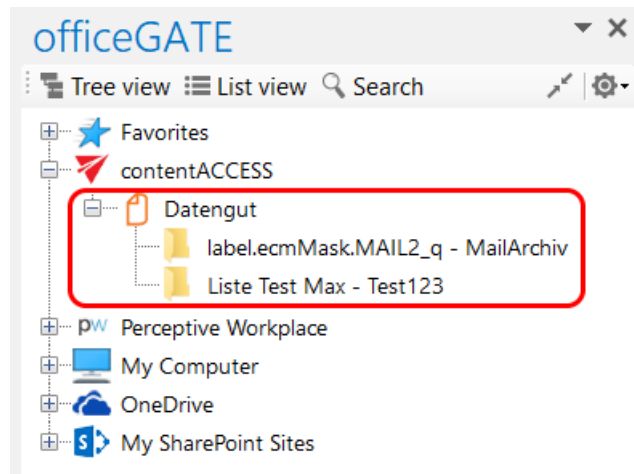 officeGATE
Tree view List view Search
Favorites
contentACCESS
Datengut
label.ecmMask.MAIL2_q - MailArchiv
Liste Test Max - Test123
pw Perceptive Workplace
My Computer
OneDrive
S My SharePoint Sites